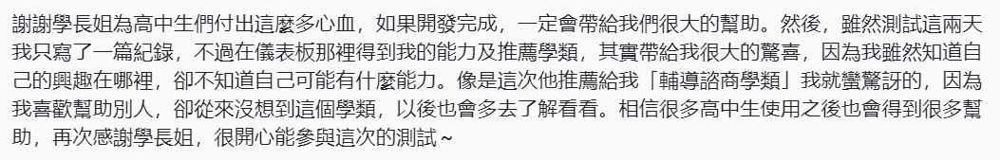 謝謝學長姐為高中生們付出這麼多心血，如果開發完成，一定會帶給我們很大的幫助。然後，雖然測試這兩天
我只寫了一篇紀錄，不過在儀表板那裡得到我的能力及推薦學類，其實帶給我很大的驚喜，因為我雖然知道自
己的興趣在哪裡，卻不知道自己可能有什麼能力。像是這次他推薦給我「輔導諮商學類」我就蠻驚訝的，因為
我喜歡幫助別人，卻從來沒想到這個學類，以後也會多去了解看看。相信很多高中生使用之後也會得到很多幫
助，再次感謝學長姐，很開心能參與這次的測試~